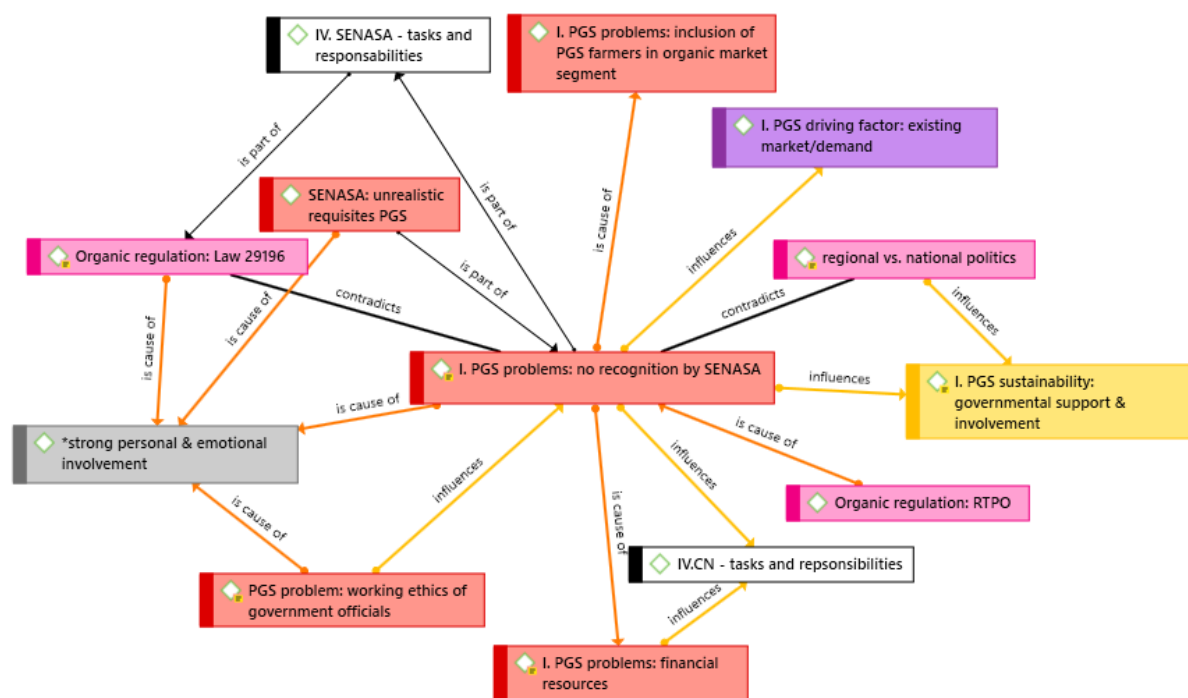 IV. SENASA - tasks and
responsabilities
I. PGS problems: inclusion of
PGS farmers in organic market
segment
I. PGS driving factor: existing
market/demand
is part of
is part of
is cause of
influences
SENASA: unrealistic
requisites PGS
Organic regulation: Law 29196
regional vs. national politics
is part of
contradicts
contradicts
influences
is cause of
is cause of
I. PGS problems: no recognition by SENASA
influences
I. PGS sustainability:
governmental support &
involvement
is cause of
*strong personal & emotional
involvement
is cause of
influences
influences
is cause of
Organic regulation: RTPO
is cause of
IV.CN - tasks and repsonsibilities
PGS problem: working ethics of
government officials
influences
I. PGS problems: financial
resources